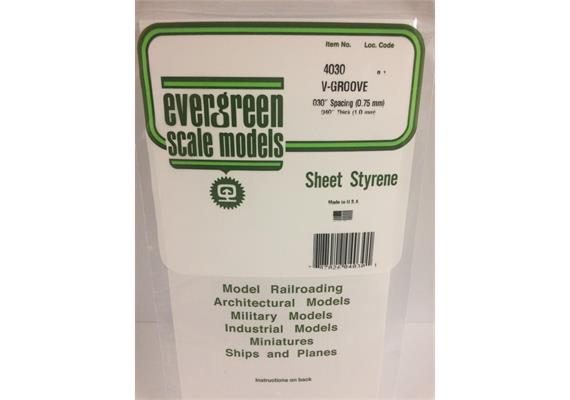 Item No. Loc. Code
4030
V-GROOVE
.030" Spacing (0.75 mm)
.040" Thick (1.0 mm)
evergreen
scale models
Sheet Styrene
Made in U.S.A
Model Railroading
Architectural Models
Military Models
Industrial Models
Miniatures
Ships and Planes
Instructions on back